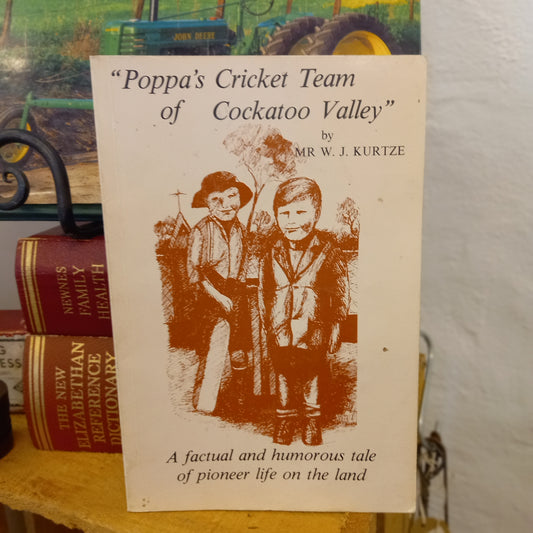 JOHN DEERE
“Poppa's Cricket Team
of Cockatoo Valley”
by
MR W. J. KURTZE
A factual and humorous tale
of pioneer life on the land
NEWNES
FAMILY
HEALTH
THE NEW
ELIZABETHAN
REFERENCE
DICTIONARY